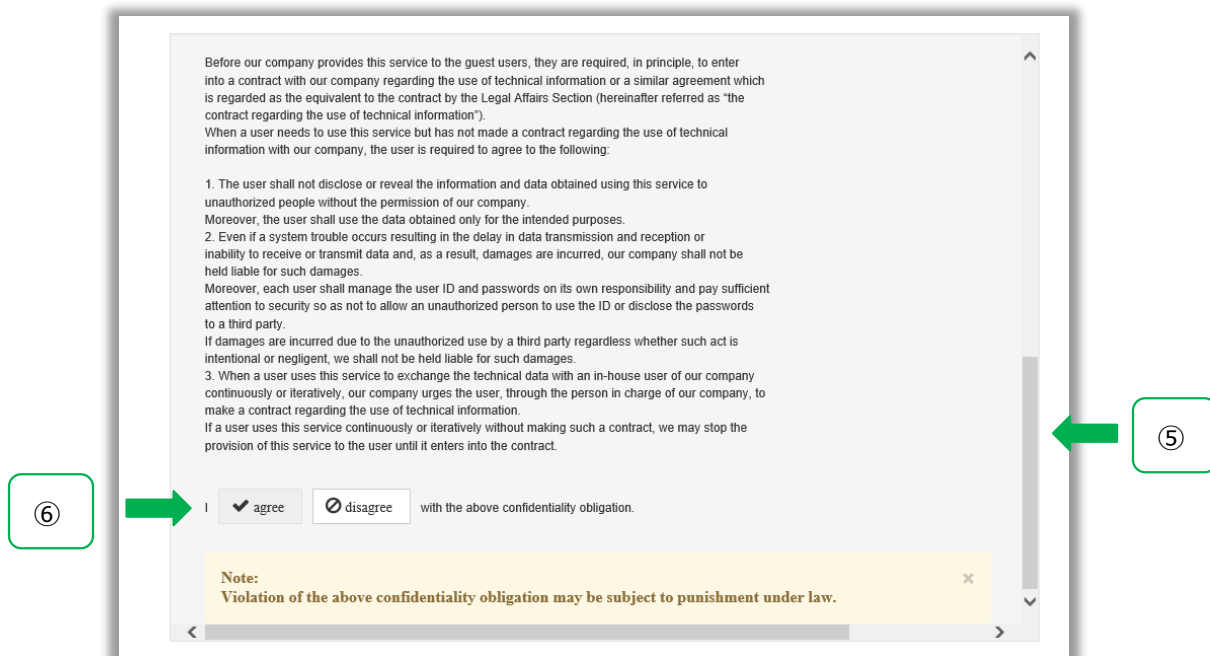 Before our company provides this service to the guest users, they are required, in principle, to enter
into a contract with our company regarding the use of technical information or a similar agreement which
is regarded as the equivalent to the contract by the Legal Affairs Section (hereinafter referred as “the
contract regarding the use of technical information”).
When a user needs to use this service but has not made a contract regarding the use of technical
information with our company, the user is required to agree to the following:
1. The user shall not disclose or reveal the information and data obtained using this service to
unauthorized people without the permission of our company.
Moreover, the user shall use the data obtained only for the intended purposes.
2. Even if a system trouble occurs resulting in the delay in data transmission and reception or
inability to receive or transmit data and, as a result, damages are incurred, our company shall not be
held liable for such damages.
Moreover, each user shall manage the user ID and passwords on its own responsibility and pay sufficient
attention to security so as not to allow an unauthorized person to use the ID or disclose the passwords
to a third party.
If damages are incurred due to the unauthorized use by a third party regardless whether such act is
intentional or negligent, we shall not be held liable for such damages.
3. When a user uses this service to exchange the technical data with an in-house user of our company
continuously or iteratively, our company urges the user, through the person in charge of our company, to
make a contract regarding the use of technical information.
If a user uses this service continuously or iteratively without making such a contract, we may stop the
provision of this service to the user until it enters into the contract.
⑤
⑥
I agree disagree with the above confidentiality obligation.
Note:
Violation of the above confidentiality obligation may be subject to punishment under law.